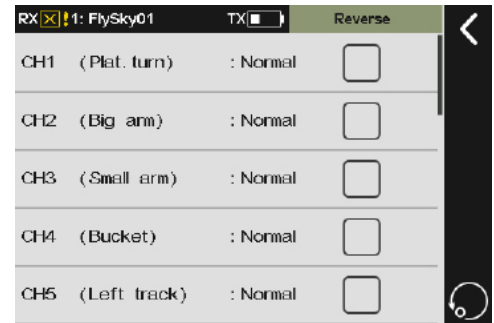 RX 1: FlySky01 TX Reverse
CH1 (Plat. turn) : Normal
CH2 (Big arm) : Normal
CH3 (Small arm) : Normal
CH4 (Bucket) : Normal
CH5 (Left track) : Normal